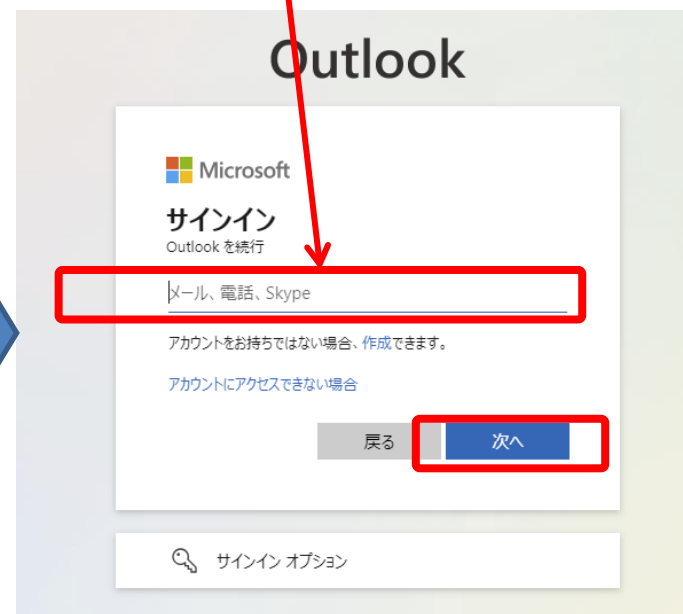 Outlook
Microsoft
サインイン
Outlook を続行
メール、電話、Skype
アカウントをお持ちではない場合、作成できます。
アカウントにアクセスできない場合
戻る
次へ
サインイン オプション